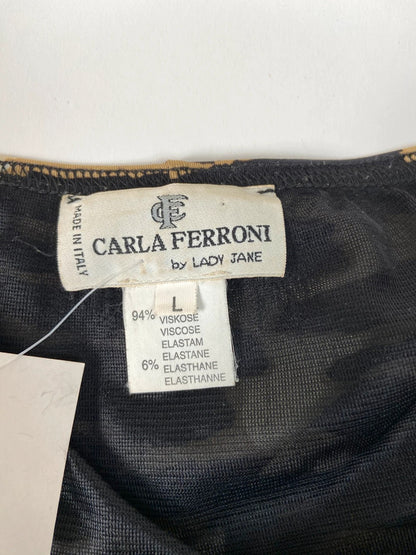 MADE IN ITALY
CF
CARLA FERRONI
by LADY JANE
L
94% VISKOSE
VISCOSE
ELASTAM
6% ELASTANE
ELASTHANE
ELASTHANNE